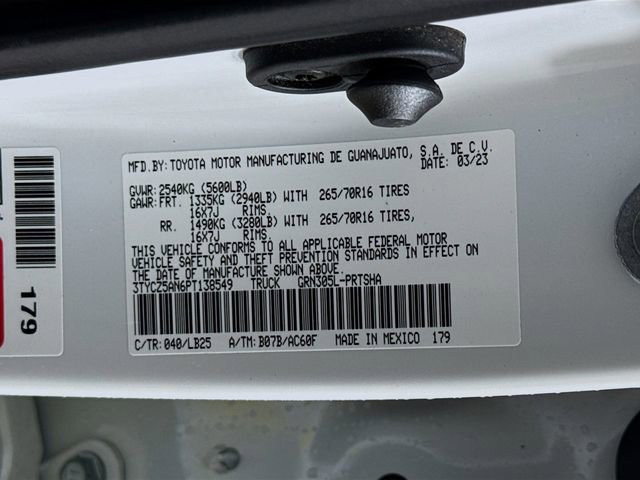 MFD.BY: TOYOTA MOTOR MANUFACTURING DE GUANAJUATO, S.A. DE C.V.
DATE: 03/23
GVWR: 2540KG (5600LB)
GAWR: FRT. 1335KG (2940LB) WITH 265/70R16 TIRES
16X7J RIMS,
RR. 1490KG (3280LB) WITH 265/70R16 TIRES,
16X7J RIMS.
THIS VEHICLE CONFORMS TO ALL APPLICABLE FEDERAL MOTOR
VEHICLE SAFETY AND THEFT PREVENTION STANDARDS IN EFFECT ON
THE DATE OF MANUFACTURE SHOWN ABOVE.
3TYCZ5AN6PT138549 TRUCK GRN305L-PRTSHA
C/TR: 040/LB25 A/TM: B07B/AC60F MADE IN MEXICO 179
179